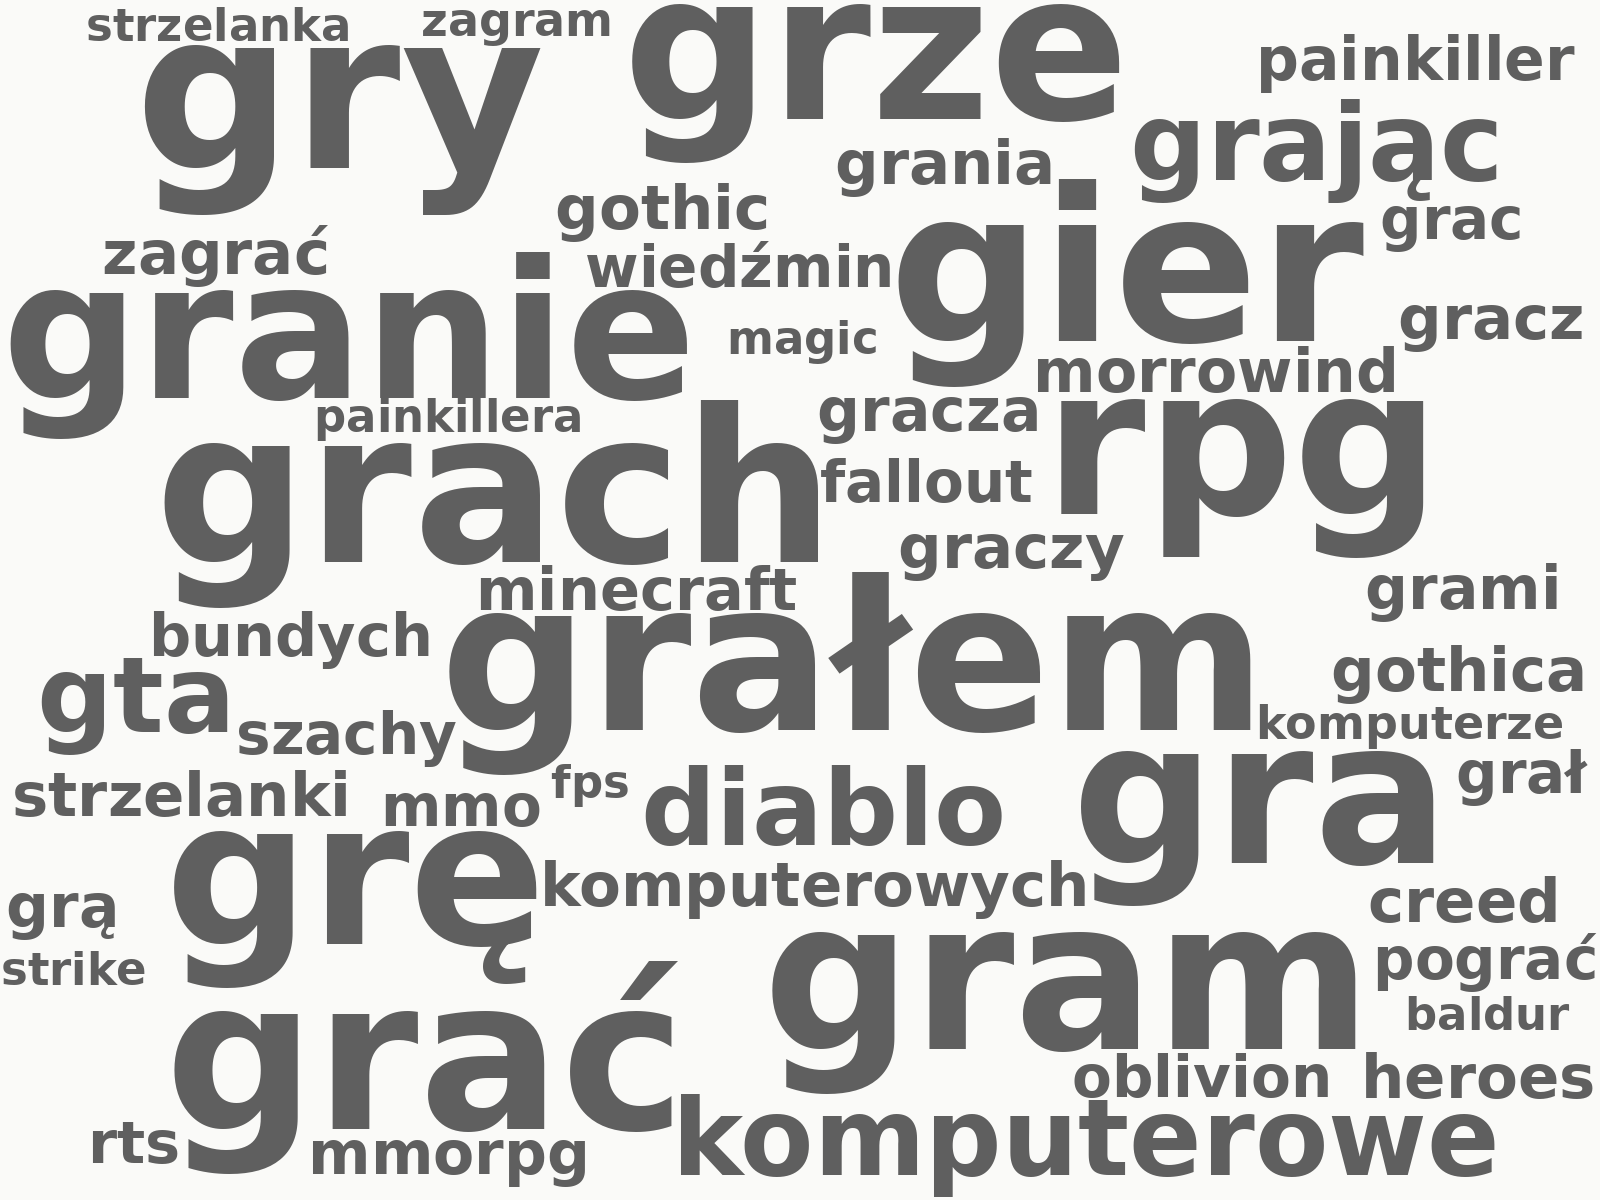 strzelanka
zagram
gry
grze
painkiller
grając
grania
gothic
grac
zagrać
wiedźmin
gier
granie
magic
gracz
morrowind
painkillera
gracza
rpg
grach
fallout
graczy
minecraft
grami
bundych
grałem
gta
gothica
szachy
komputerze
strzelanki
mmo
fps
diablo
gra
grał
grę
komputerowych
grą
creed
strike
gram
pograć
baldur
grać
oblivion
heroes
rts
mmorpg
komputerowe